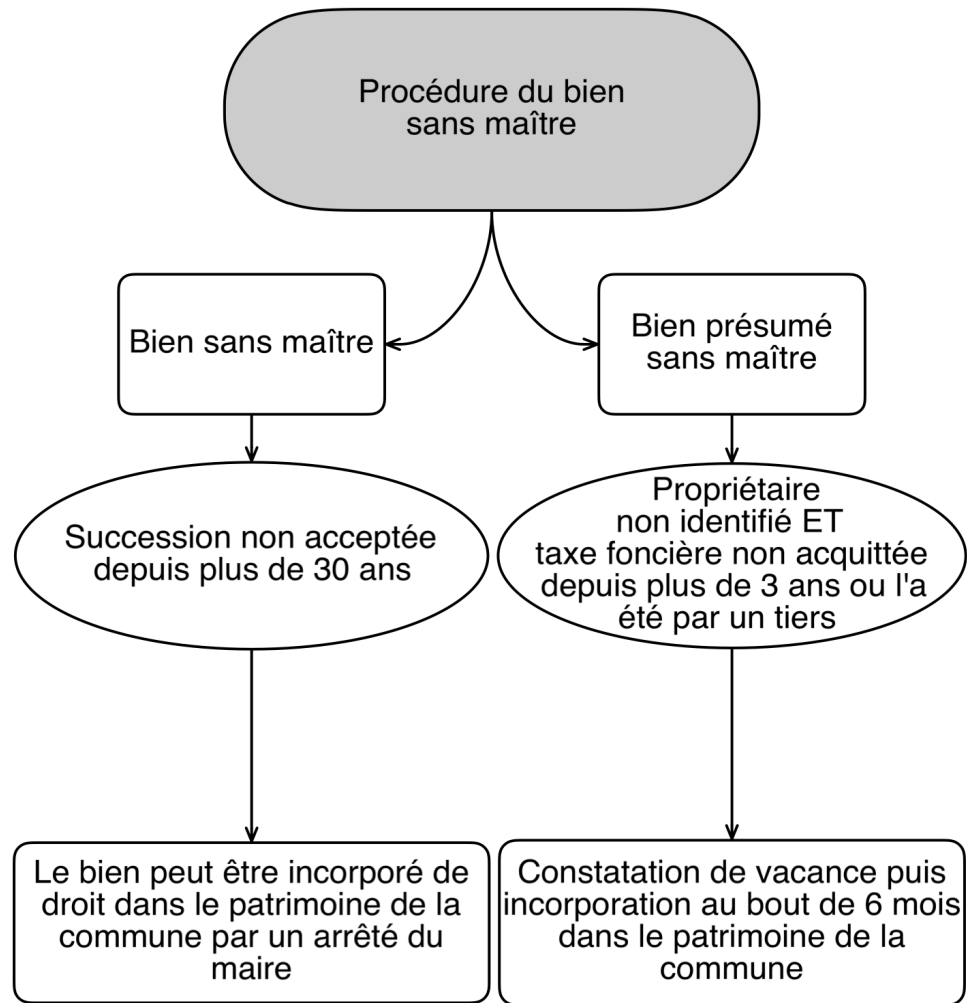 Procédure du bien
sans maître
Bien sans maître
Bien présumé
sans maître
Succession non acceptée
depuis plus de 30 ans
Propriétaire
non identifié ET
taxe foncière non acquittée
depuis plus de 3 ans ou l'a
été par un tiers
Le bien peut être incorporé de
droit dans le patrimoine de la
commune par un arrêté du
maire
Constatation de vacance puis
incorporation au bout de 6 mois
dans le patrimoine de la
commune